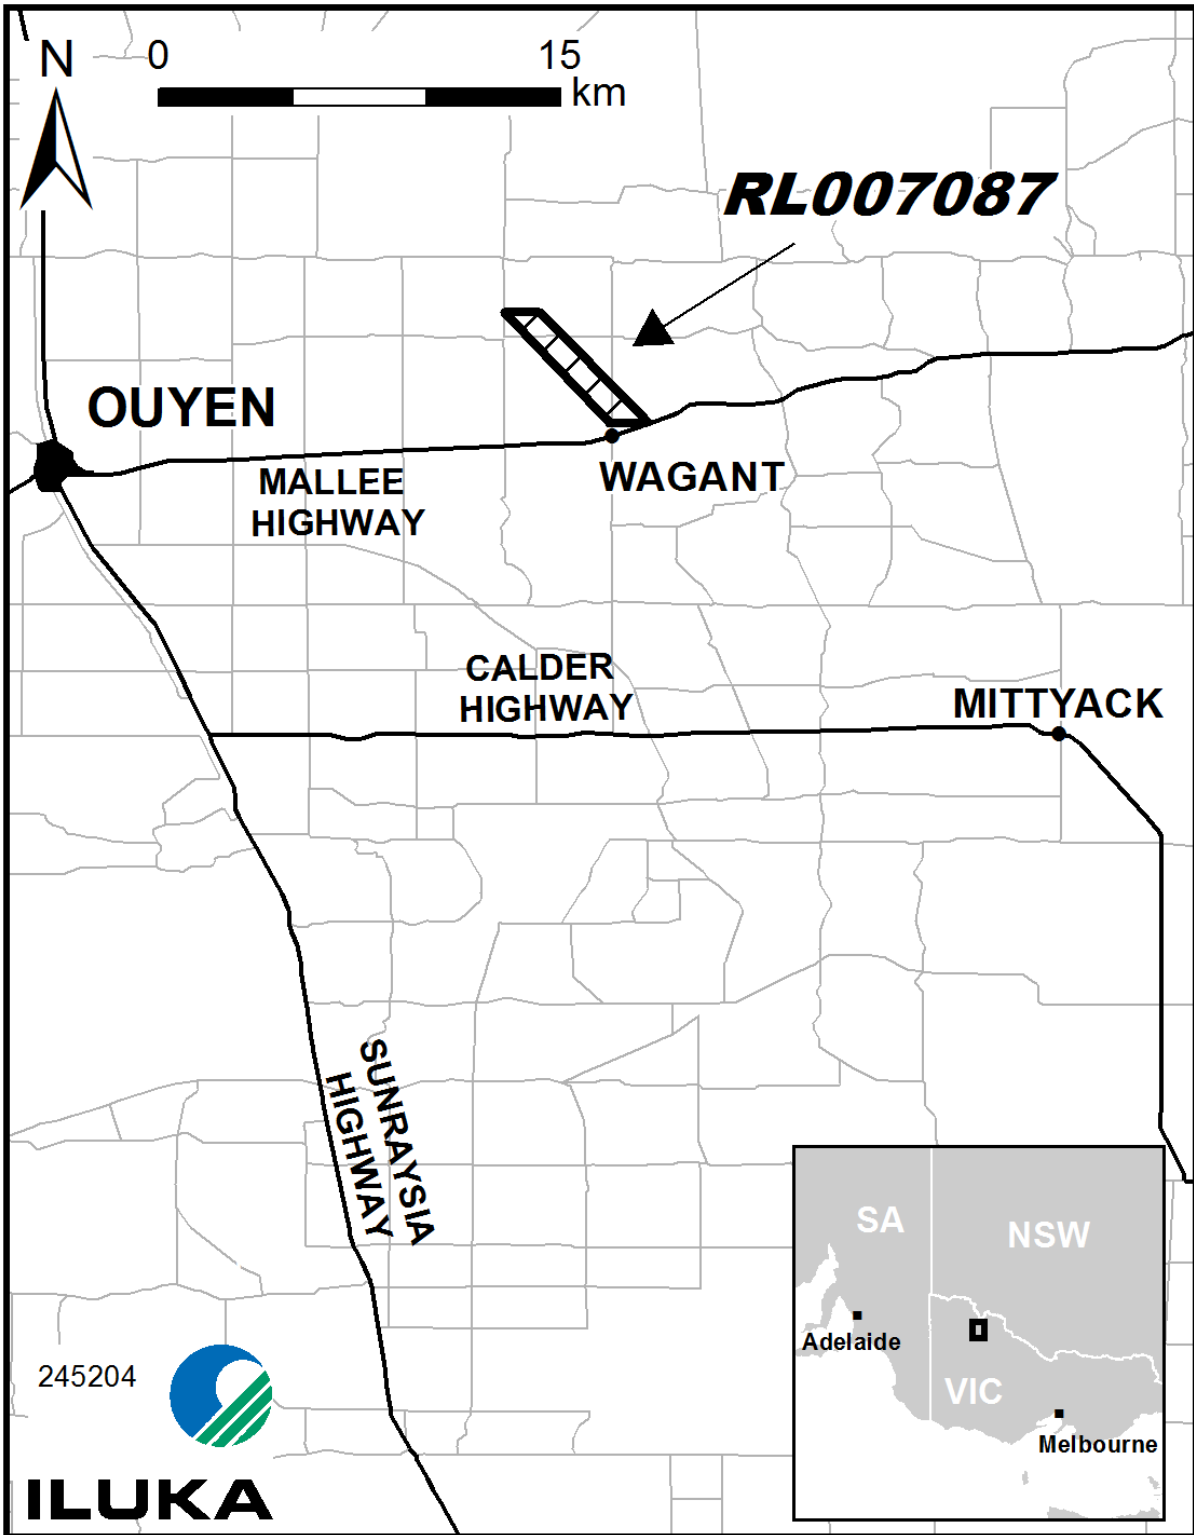 N
0 15
km
RL007087
OUYEN
MALLEE
HIGHWAY
WAGANT
CALDER
HIGHWAY
MITTYACK
SUNRAYSIA
HIGHWAY
SA
NSW
Adelaide
VIC
Melbourne
245204
ILUKA